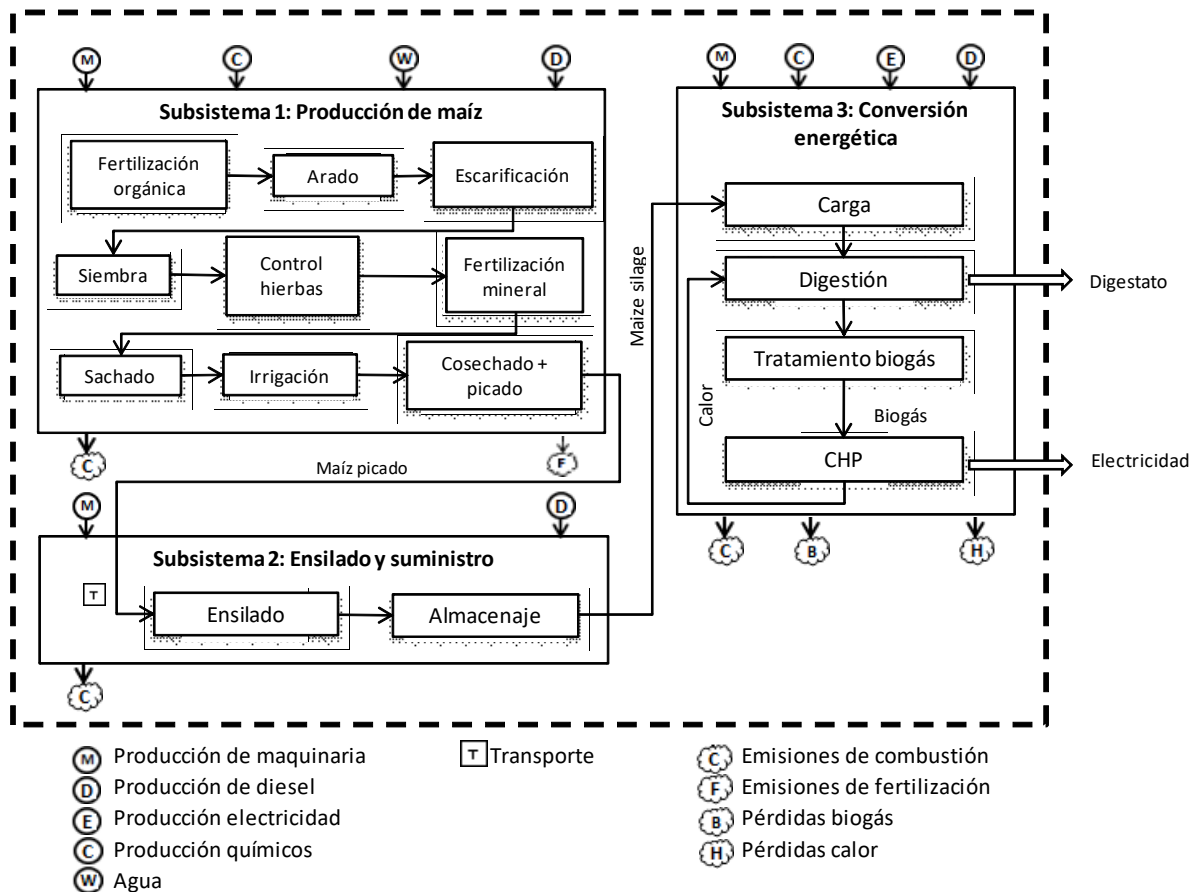 M
C
W
D
M
C
E
D
Subsistema 1: Producción de maíz
Fertilización
orgánica
Arado
Escarificación
Siembra
Control
hierbas
Fertilización
mineral
Sachado
Irrigación
Cosechado +
picado
C
F
Maíz picado
M
D
Subsistema 2: Ensilado y suministro
T
Ensilado
Almacenaje
C
Maize silage
Subsistema 3: Conversión
energética
Carga
Digestión
Tratamiento biogás
Biogás
Calor
CHP
C
B
H
Digestato
Electricidad
M Producción de maquinaria
D Producción de diesel
E Producción electricidad
C Producción químicos
W Agua
T Transporte
C Emisiones de combustión
F Emisiones de fertilización
B Pérdidas biogás
H Pérdidas calor